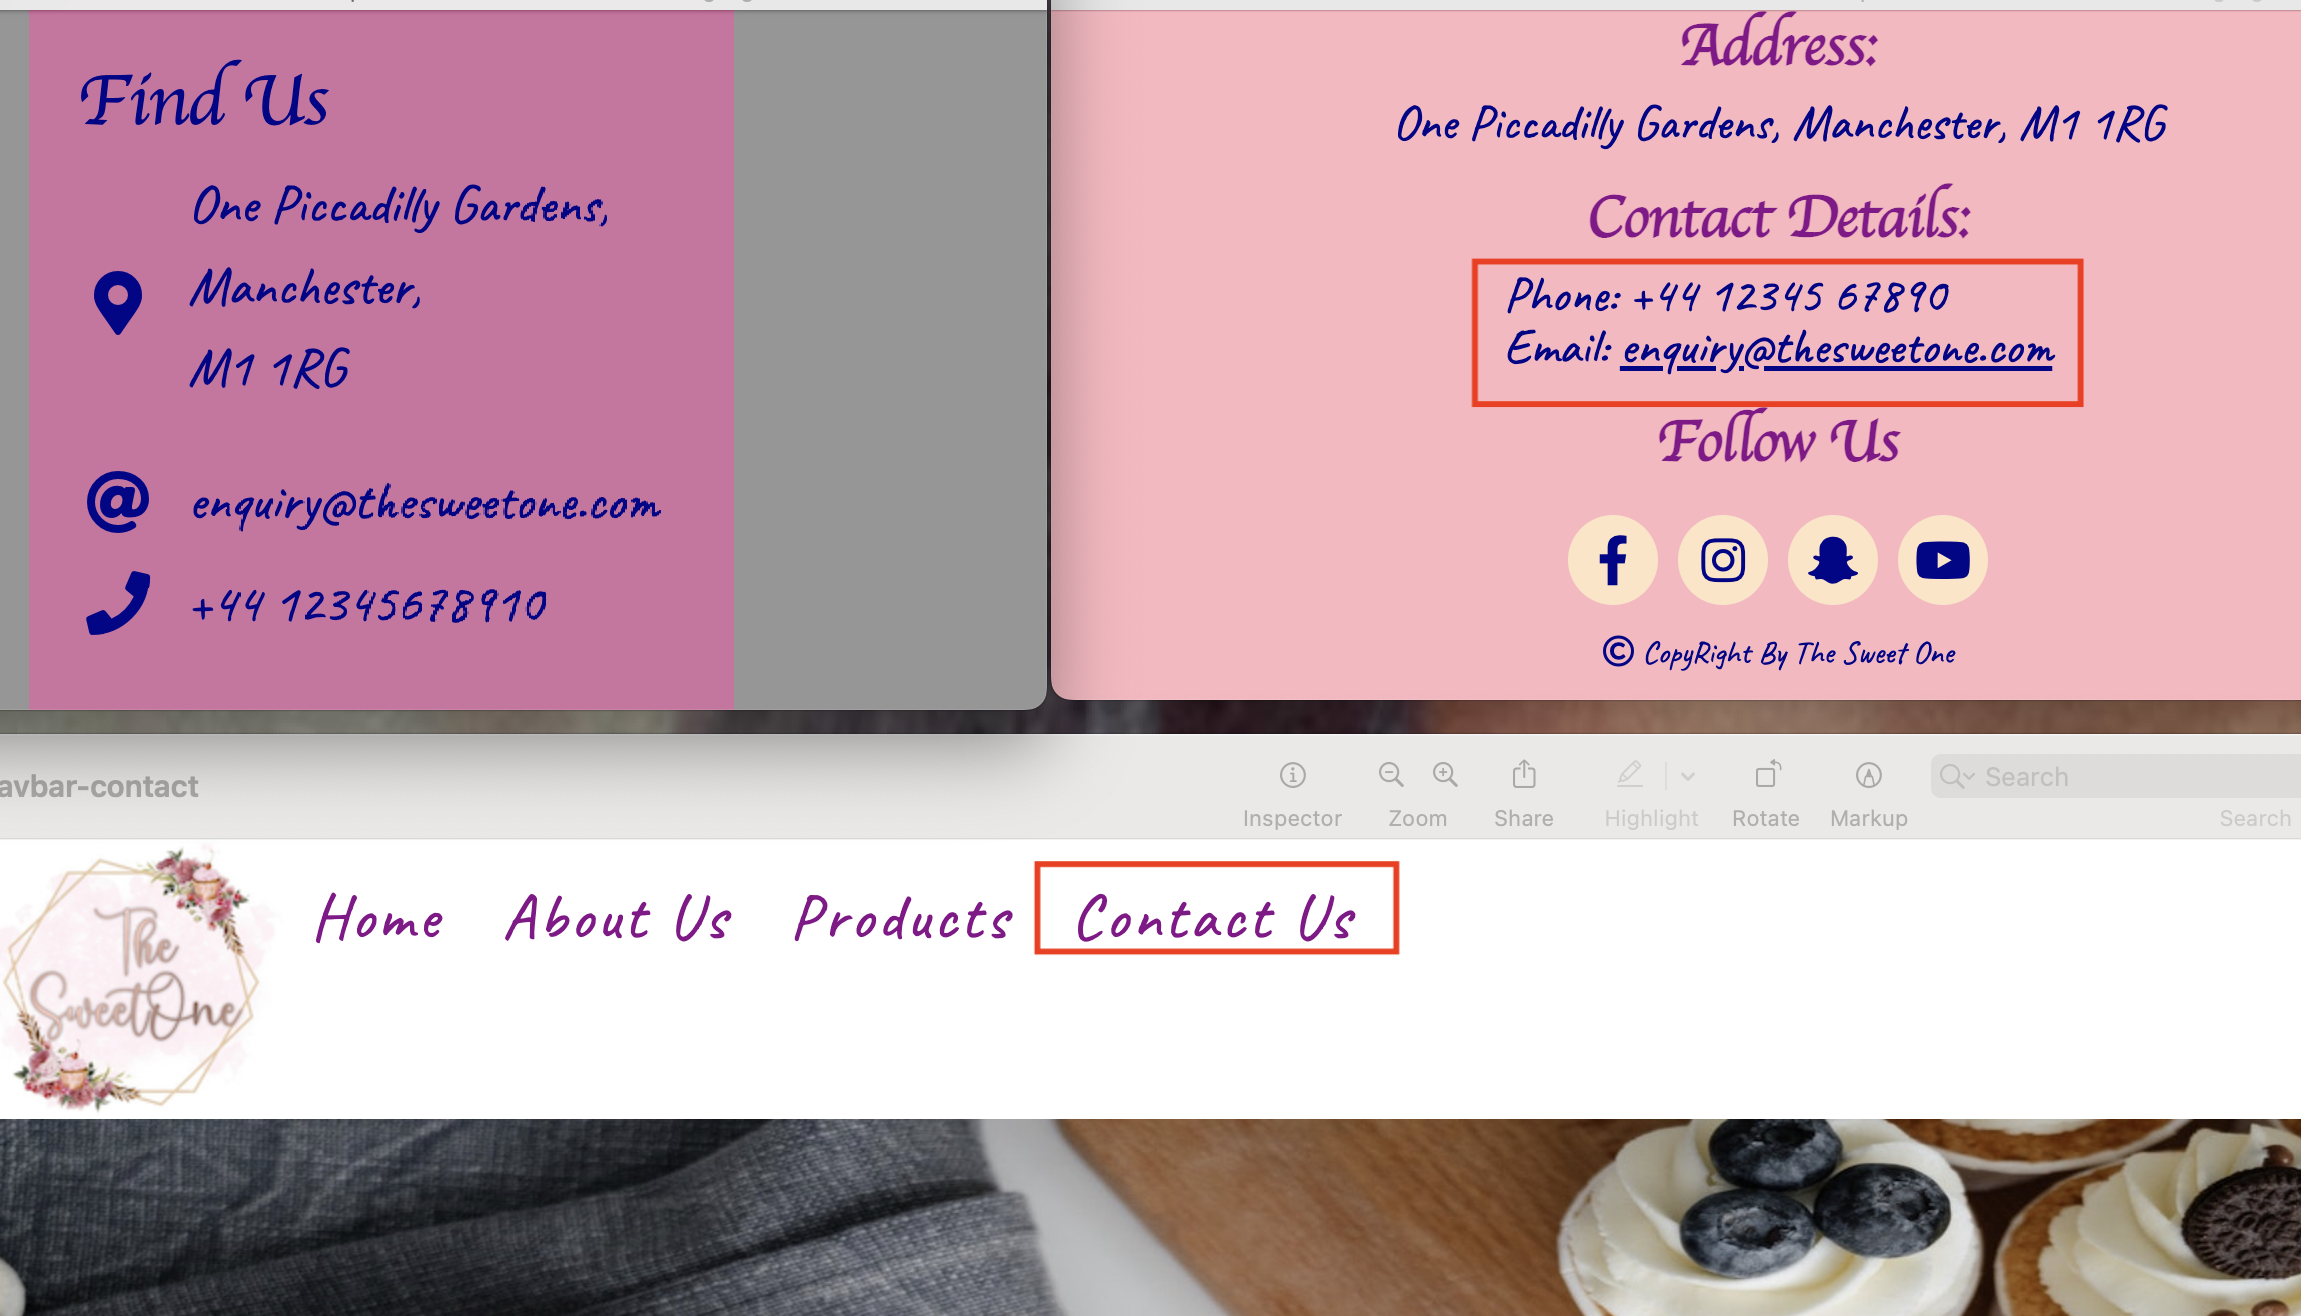 Find Us
One Piccadilly Gardens,
Manchester,
M1 1RG
enquiry@thesweetone.com
+44 12345678910
Address:
One Piccadilly Gardens, Manchester, M1 1RG
Contact Details:
Phone: +44 12345 67890
Email: enquiry@thesweetone.com
Follow Us
© CopyRight By The Sweet One
avbar-contact
Inspector
Zoom
Share
Highlight
Rotate
Markup
Search
Search
The
SweetOne
Home About Us Products Contact Us